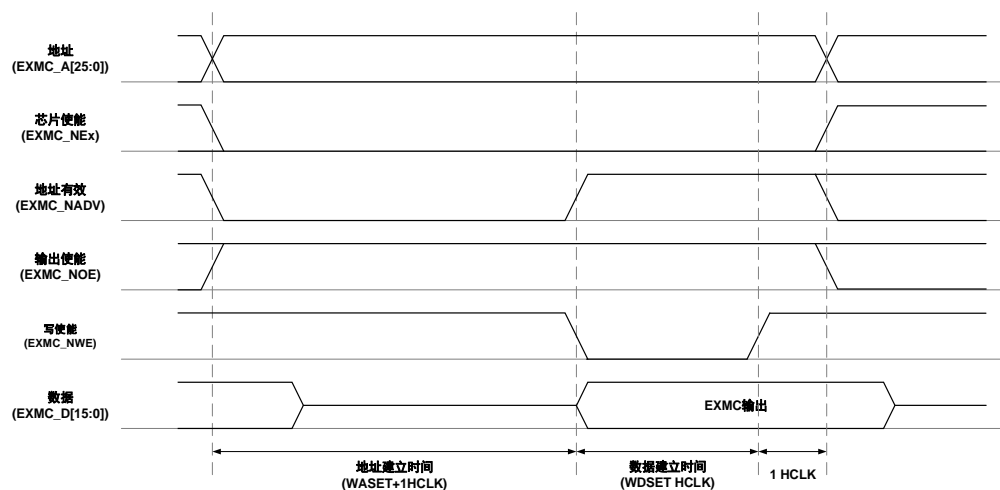 地址
(EXMC_A[25:0])
芯片使能
(EXMC_NEx)
地址有效
(EXMC_NADV)
输出使能
(EXMC_NOE)
写使能
(EXMC_NWE)
数据
(EXMC_D[15:0])
EXMC输出
地址建立时间
(WASET+1HCLK)
数据建立时间
(WDSET HCLK)
1 HCLK